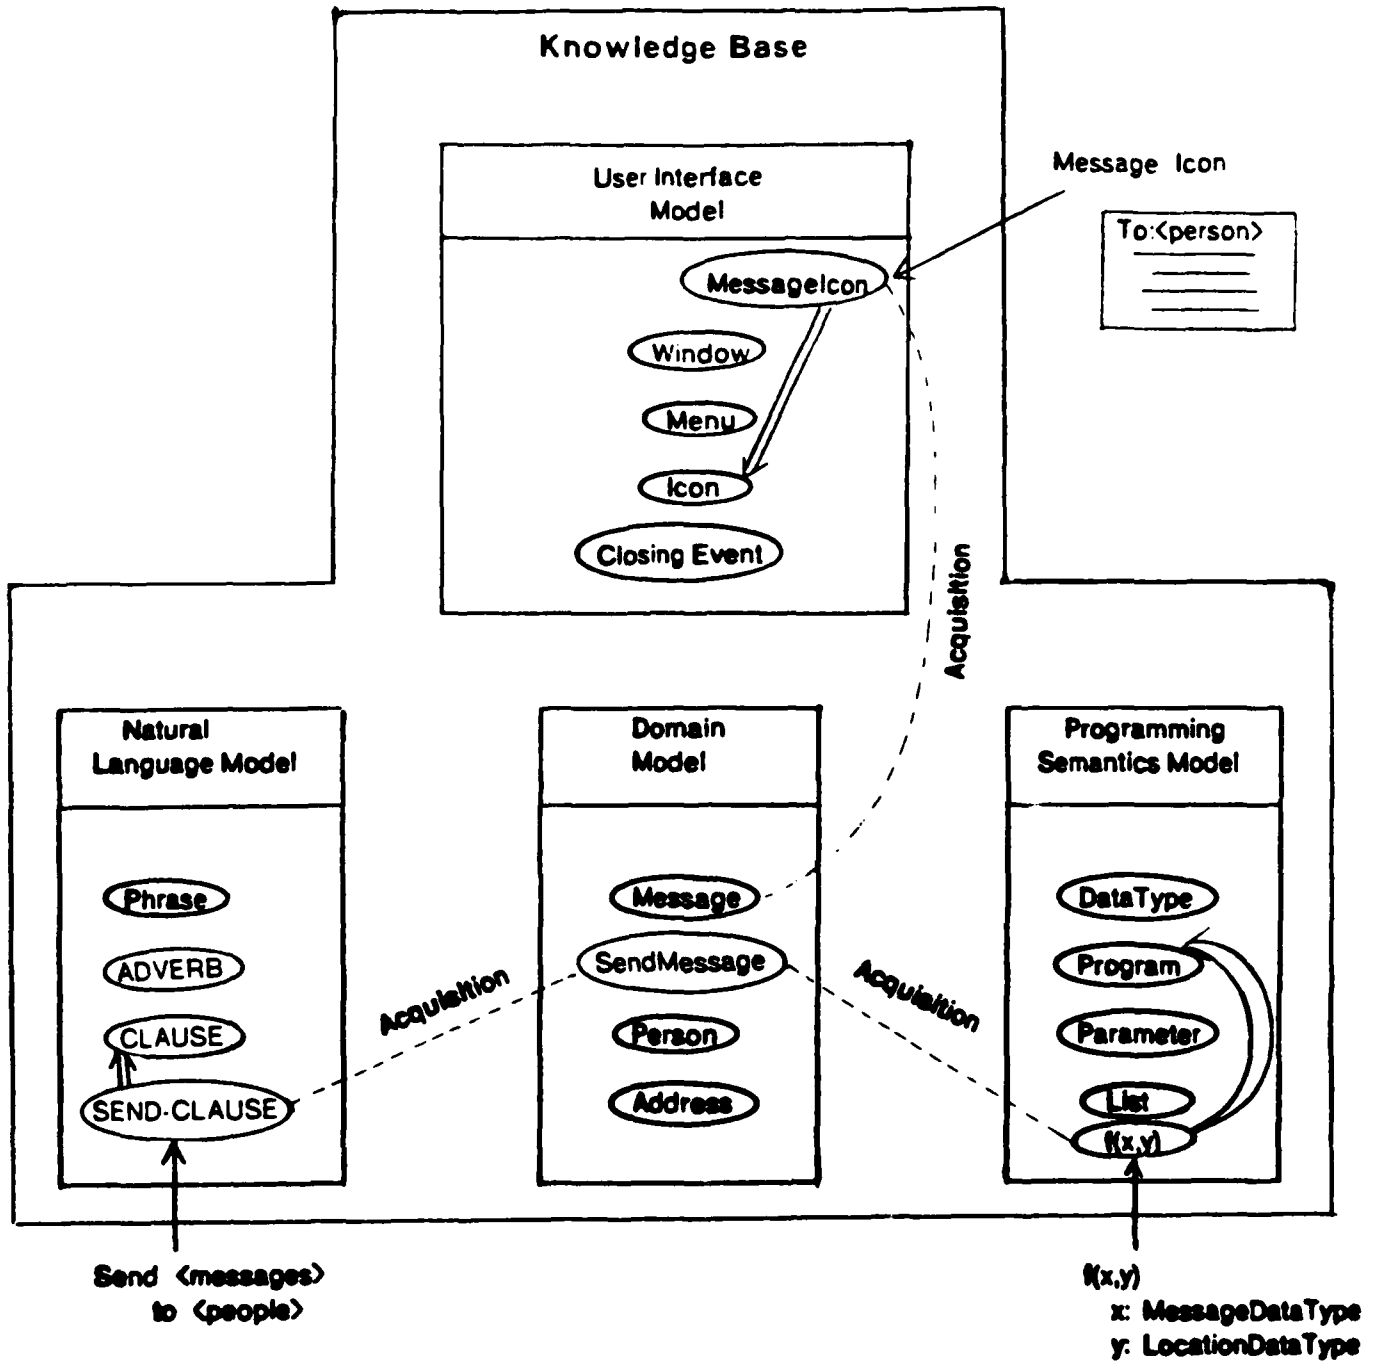 Knowledge Base
User Interface
Model
Message Icon
To:<person>
MessageIcon
Window
Menu
Icon
Closing Event
Acquisition
Natural
Language Model
Domain
Model
Programming
Semantics Model
Phrase
ADVERB
CLAUSE
SEND-CLAUSE
Acquisition
Message
SendMessage
Person
Address
Acquisition
DataType
Program
Parameter
List
f(x,y)
Send <messages>
to <people>
f(x,y)
x: MessageDataType
y: LocationDataType